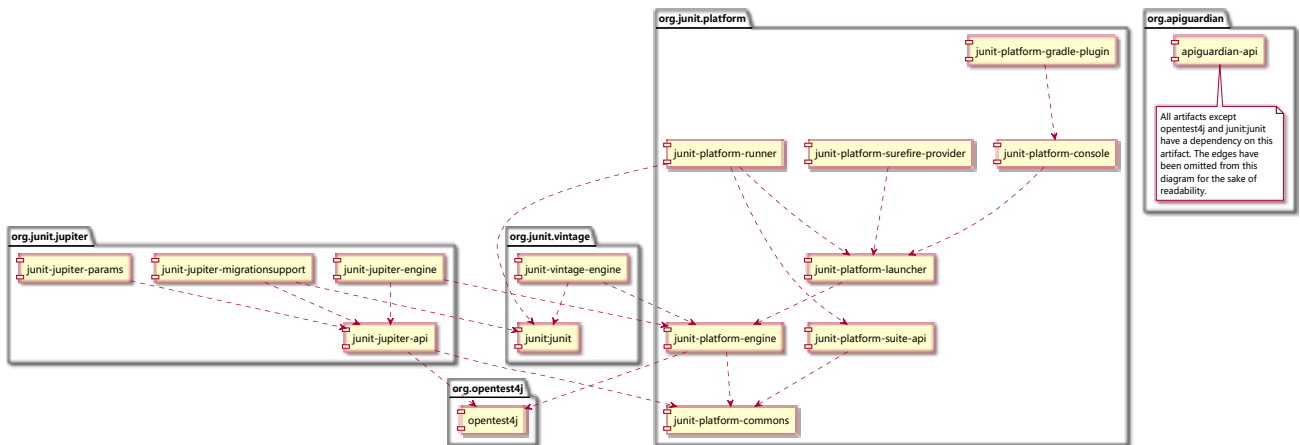 org.junit.platform
org.apiguardian
junit-platform-gradle-plugin
apiguardian-api
All artifacts except
opentest4j and junit:junit
have a dependency on this
artifact. The edges have
been omitted from this
diagram for the sake of
readability.
junit-platform-runner
junit-platform-surefire-provider
junit-platform-console
org.junit.jupiter
org.junit.vintage
junit-jupiter-params
junit-jupiter-migrationsupport
junit-jupiter-engine
junit-vintage-engine
junit-platform-launcher
junit-jupiter-api
junit:junit
junit-platform-engine
junit-platform-suite-api
org.opentest4j
opentest4j
junit-platform-commons